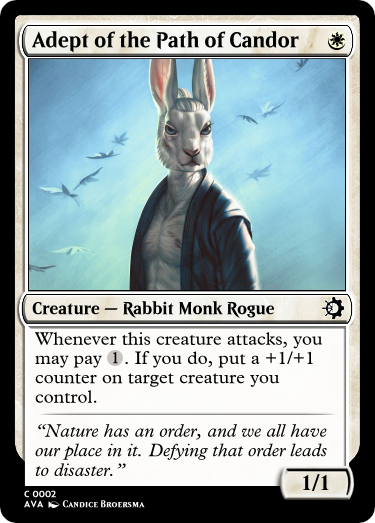 Adept of the Path of Candor
Creature — Rabbit Monk Rogue
Whenever this creature attacks, you
may pay 1. If you do, put a +1/+1
counter on target creature you
control.
“Nature has an order, and we all have
our place in it. Defying that order leads
to disaster.”
1/1
C 0002
AVA Candice Broersma